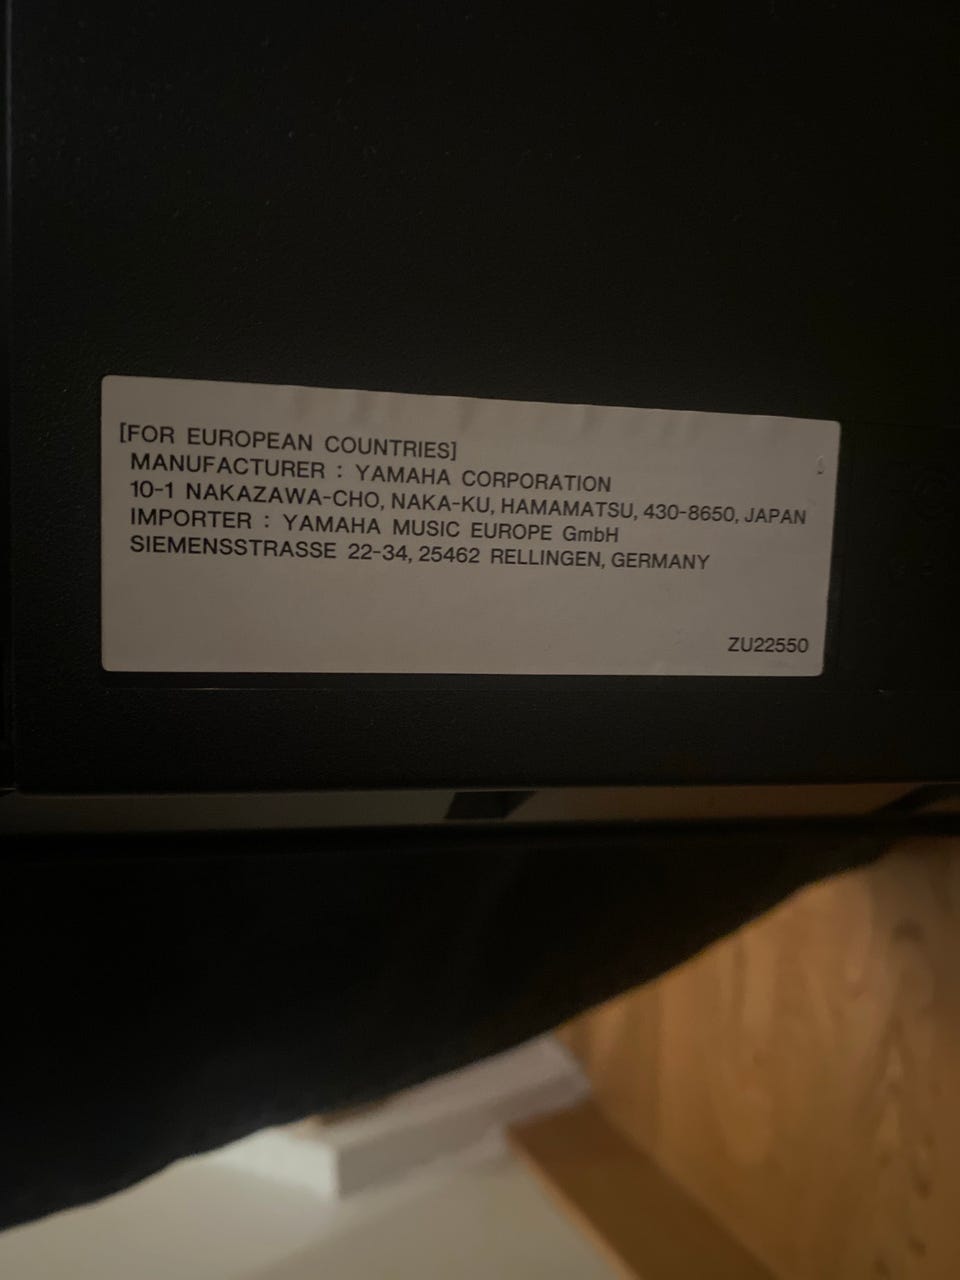 [FOR EUROPEAN COUNTRIES]
MANUFACTURER : YAMAHA CORPORATION
10-1 NAKAZAWA-CHO, NAKA-KU, HAMAMATSU, 430-8650, JAPAN
IMPORTER : YAMAHA MUSIC EUROPE GmbH
SIEMENSSTRASSE 22-34, 25462 RELLINGEN, GERMANY
ZU22550